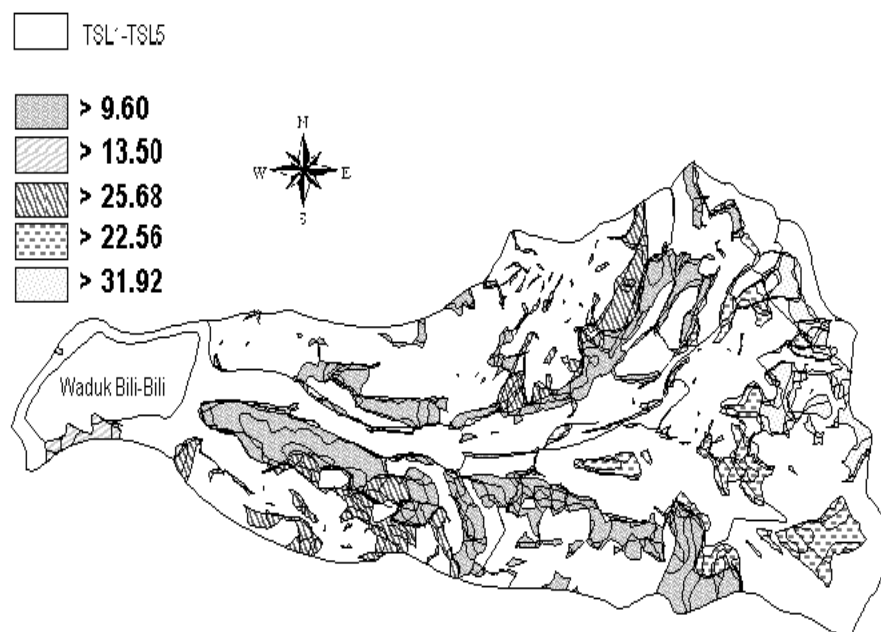 TSL1-TSL5
> 9.60
> 13.50
> 25.68
> 22.56
> 31.92
N
W E
S
Waduk Bili-Bili